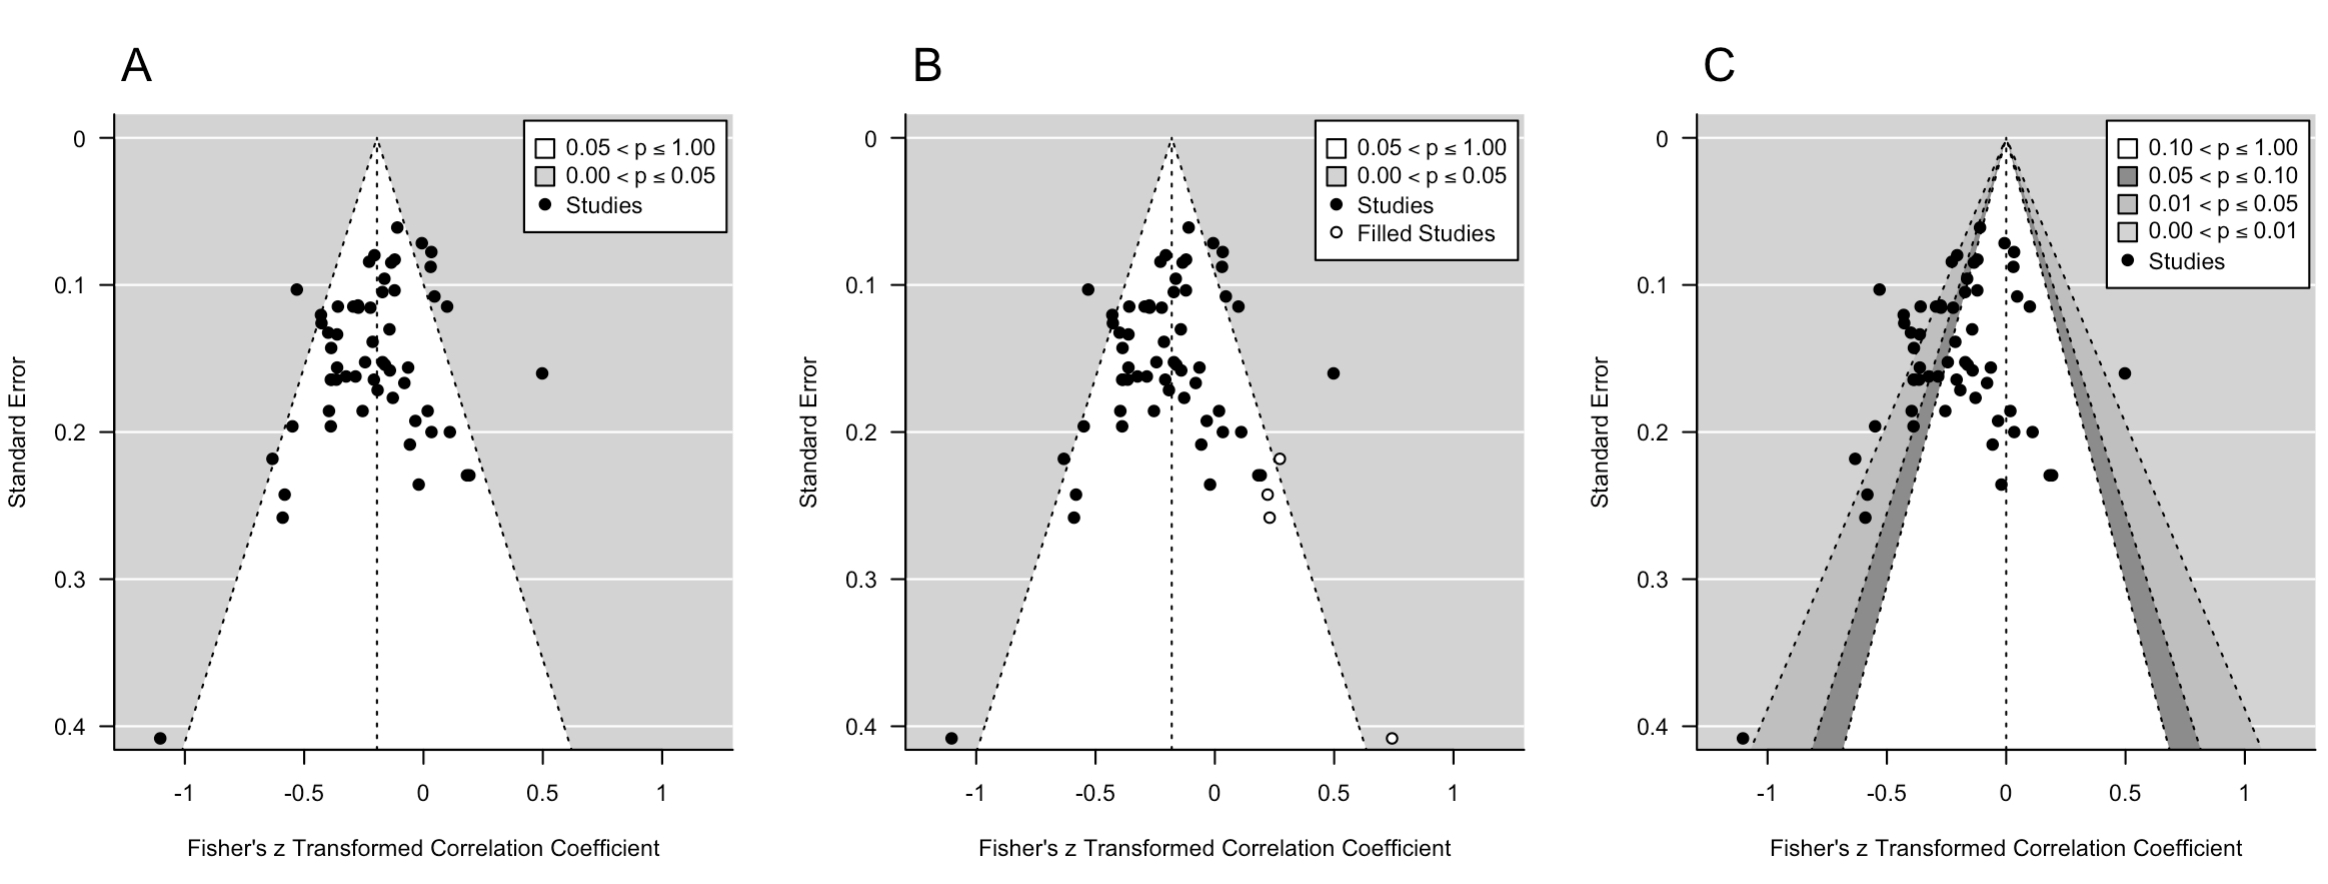 A
0.05 < p ≤ 1.00
0.00 < p ≤ 0.05
Studies
0
0.1
0.2
0.3
0.4
Standard Error
-1
-0.5
0
0.5
1
Fisher's z Transformed Correlation Coefficient
B
0.05 < p ≤ 1.00
0.00 < p ≤ 0.05
Studies
Filled Studies
0
0.1
0.2
0.3
0.4
Standard Error
-1
-0.5
0
0.5
1
Fisher's z Transformed Correlation Coefficient
C
0.10 < p ≤ 1.00
0.05 < p ≤ 0.10
0.01 < p ≤ 0.05
0.00 < p ≤ 0.01
Studies
0
0.1
0.2
0.3
0.4
Standard Error
-1
-0.5
0
0.5
1
Fisher's z Transformed Correlation Coefficient